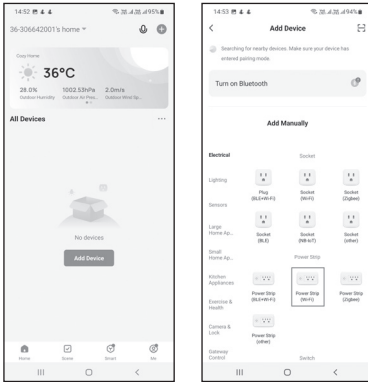 14:52
95%
36-3066642001's home
Cozy Home
36°C
28.0%
1002.53hPa
2.0m/s
Outdoor Humidity
Outdoor Air Pres...
Outdoor Wind Sp...
All Devices
No devices
Add Device
Home
Scene
Smart
Me
14:53
94%
Add Device
Searching for nearby devices. Make sure your device has
entered pairing mode.
Turn on Bluetooth
Add Manually
Electrical
Lighting
Sensors
Large
Home Ap...
Small
Home Ap...
Kitchen
Appliances
Exercise &
Health
Camera &
Lock
Gateway
Control
Socket
Plug
(BLE+Wi-Fi)
Socket
(Wi-Fi)
Socket
(Zigbee)
Socket
(BLE)
Socket
(NB-IoT)
Socket
(other)
Power Strip
Power Strip
(BLE+Wi-Fi)
Power Strip
(Wi-Fi)
Power Strip
(Zigbee)
Power Strip
(other)
Switch